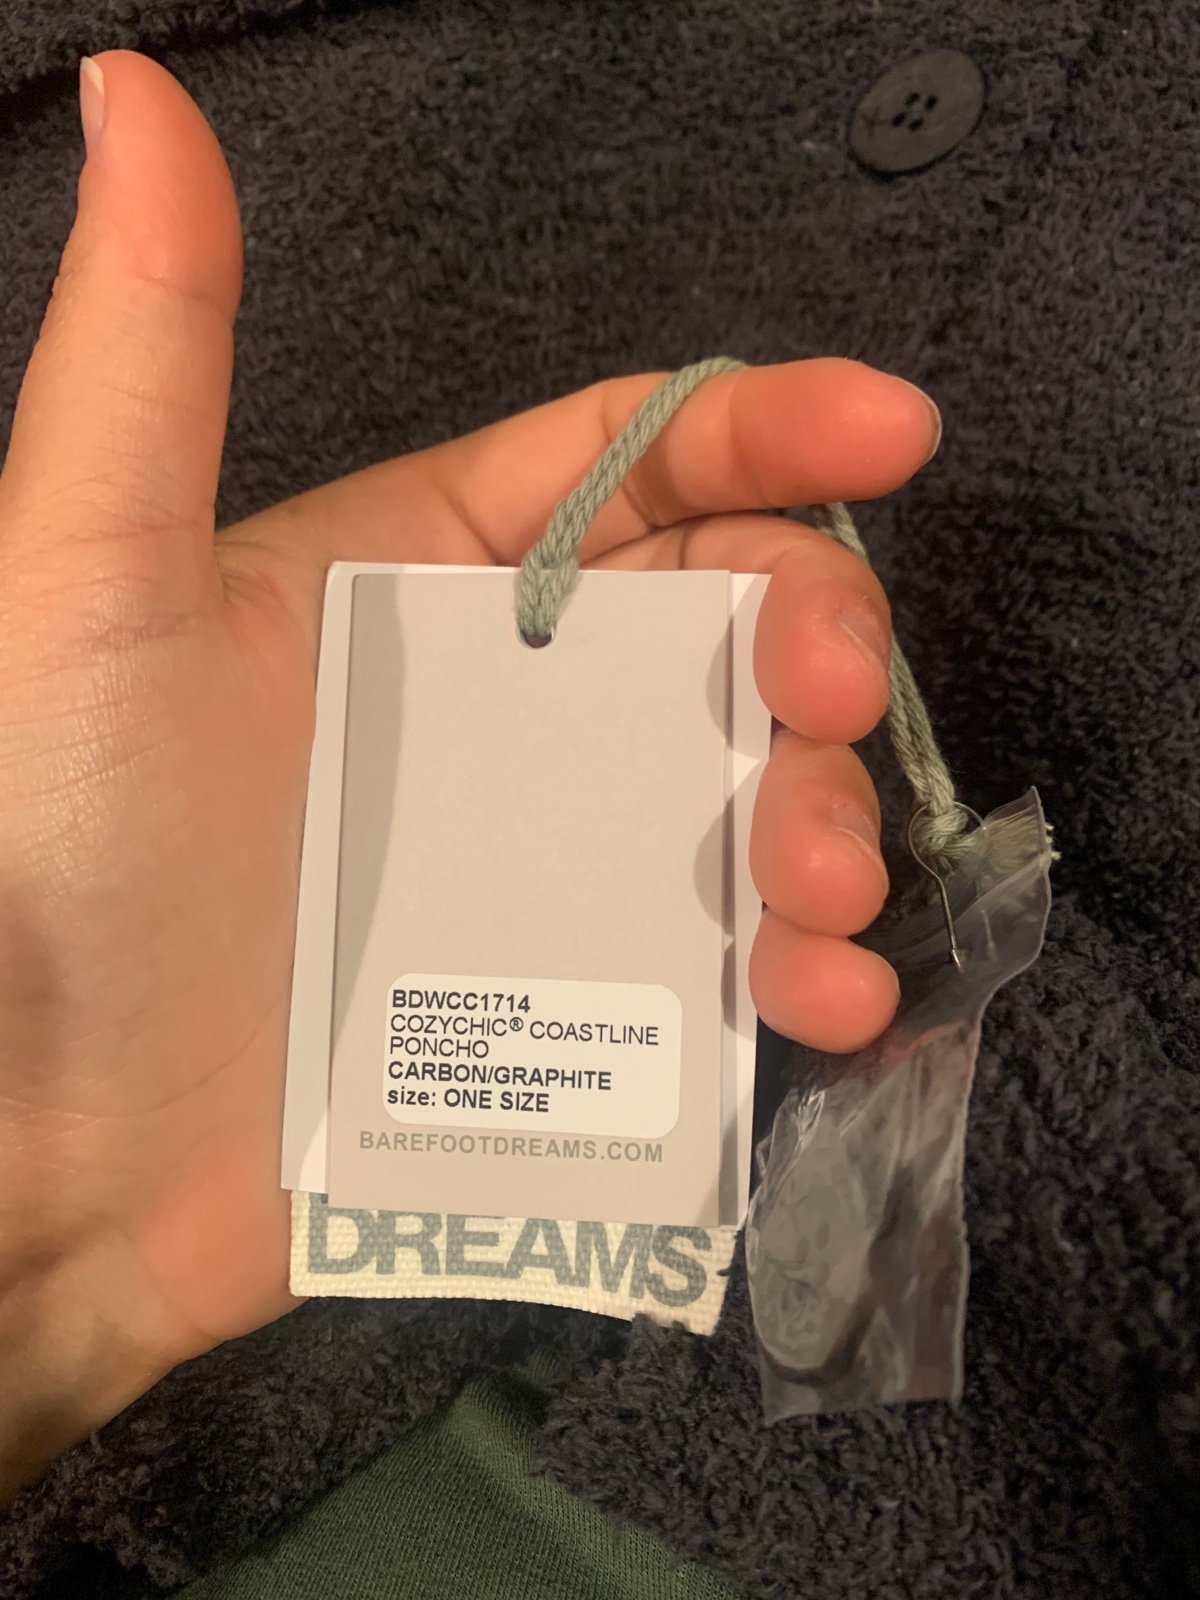 BDWCC1714
COZYCHIC® COASTLINE
PONCHO
CARBON/GRAPHITE
size: ONE SIZE
BAREFOOTDREAMS.COM
DREAMS